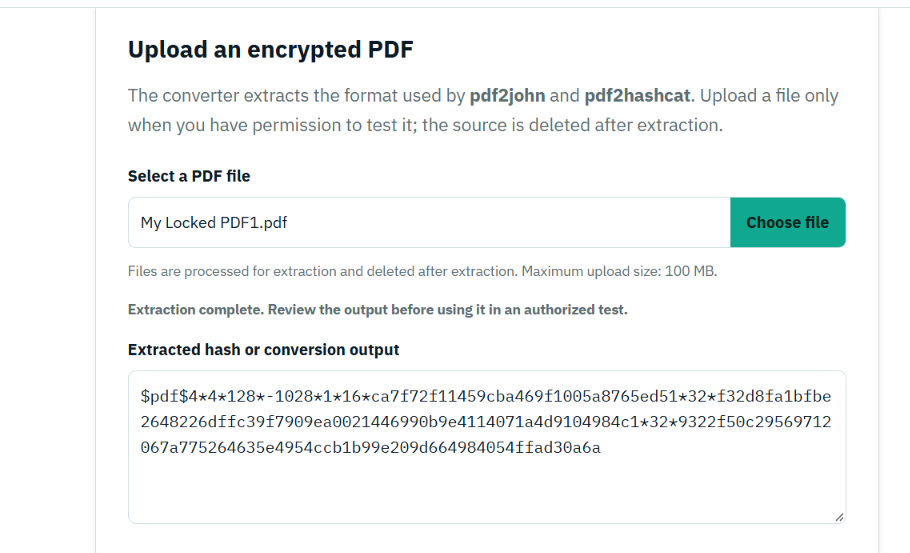 Upload an encrypted PDF
The converter extracts the format used by pdf2john and pdf2hashcat. Upload a file only
when you have permission to test it; the source is deleted after extraction.
Select a PDF file
My Locked PDF1.pdf
Choose file
Files are processed for extraction and deleted after extraction. Maximum upload size: 100 MB.
Extraction complete. Review the output before using it in an authorized test.
Extracted hash or conversion output
$pdf$4*4*128*-1028*1*16*ca7f72f11459cba469f1005a8765ed51*32*f32d8fa1bfbe
2648226dffc39f7909ea0021446990b9e4114071a4d9104984c1*32*9322f50c29569712
067a775264635e4954ccb1b99e209d664984054ffad30a6a